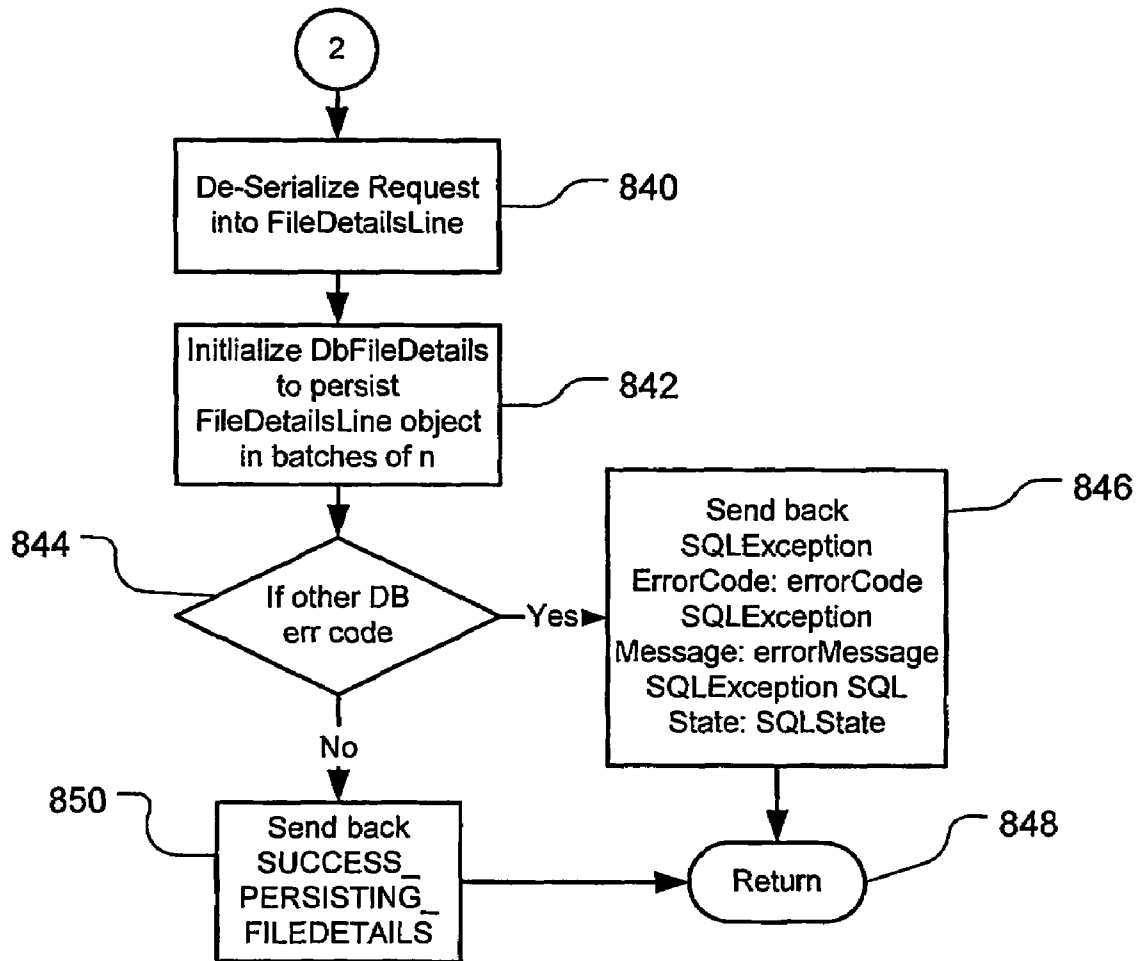 2
De-Serialize Request
into FileDetailsLine
840
Initlialize DbFileDetails
to persist
FileDetailsLine object
in batches of n
842
844
If other DB
err code
Yes
Send back
SQLException
ErrorCode: errorCode
SQLException
Message: errorMessage
SQLException SQL
State: SQLState
846
No
850
Send back
SUCCESS_
PERSISTING_
FILEDETAILS
Return
848